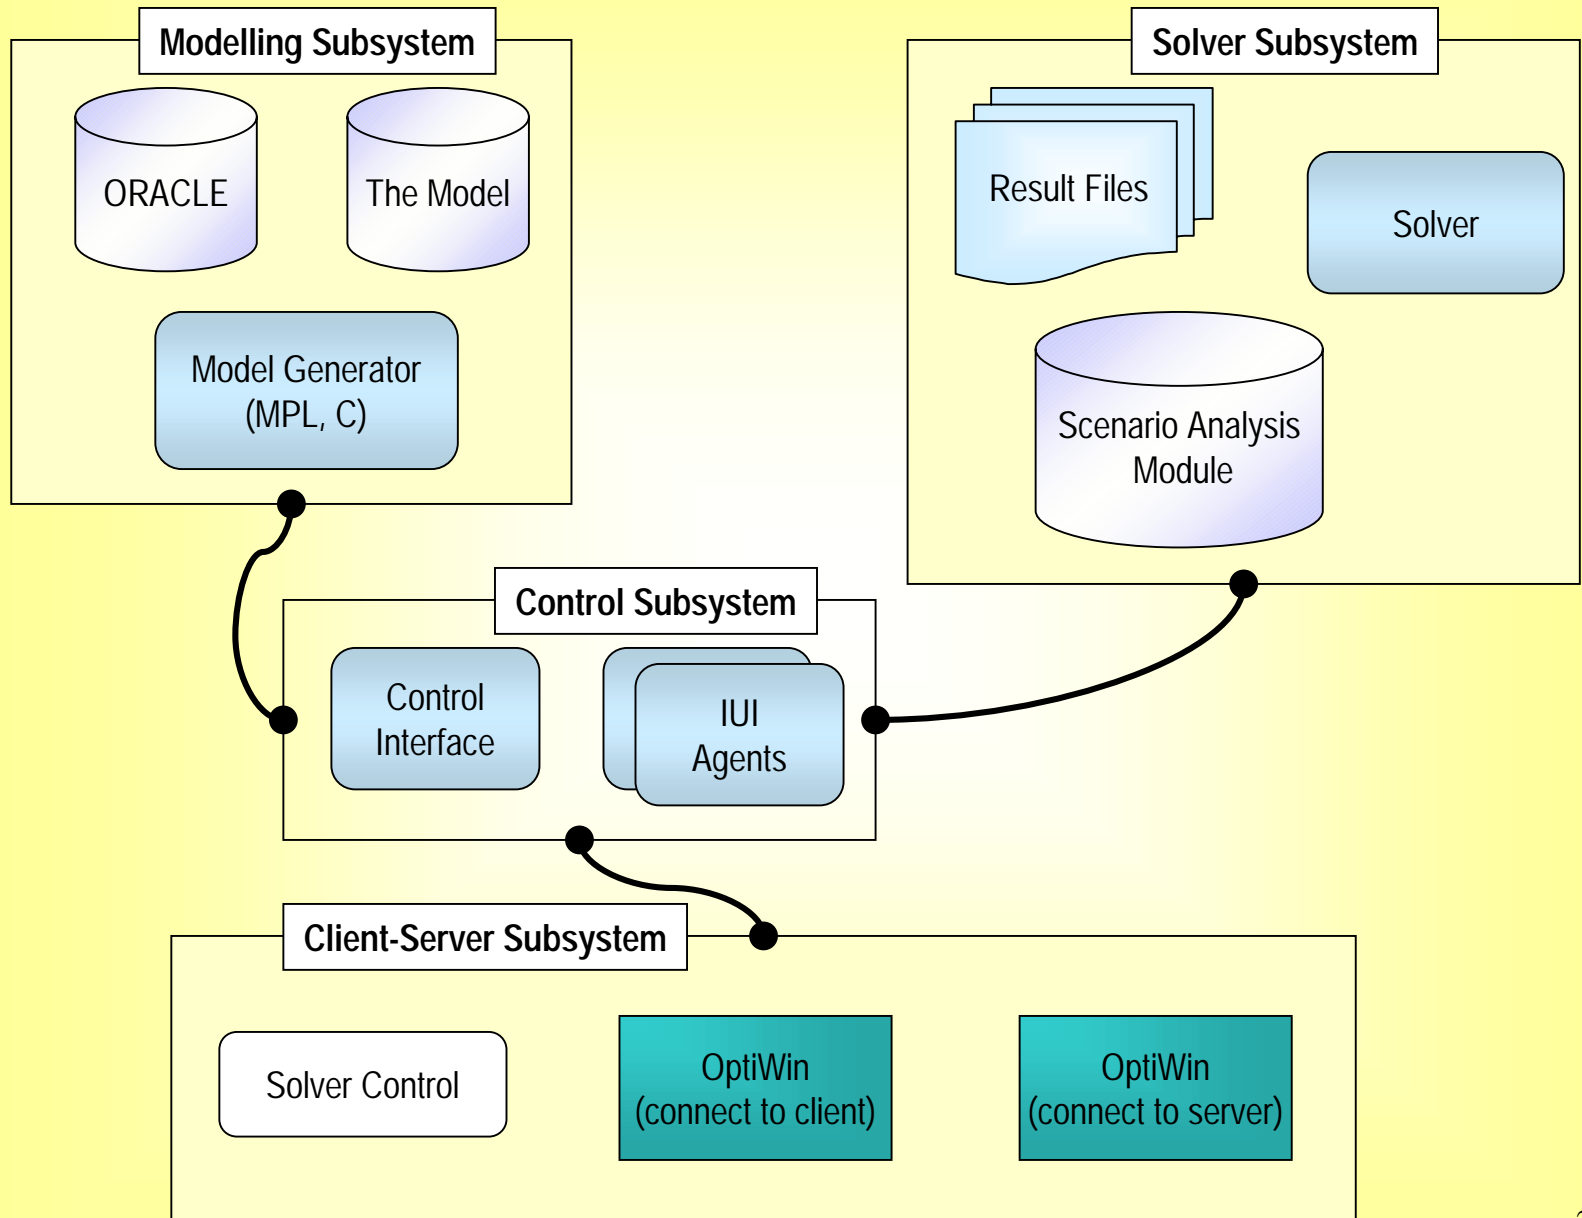 Modelling Subsystem
ORACLE
The Model
Model Generator
(MPL, C)
Solver Subsystem
Result Files
Solver
Scenario Analysis
Module
Control Subsystem
Control
Interface
IUI
Agents
Client-Server Subsystem
Solver Control
OptiWin
(connect to client)
OptiWin
(connect to server)